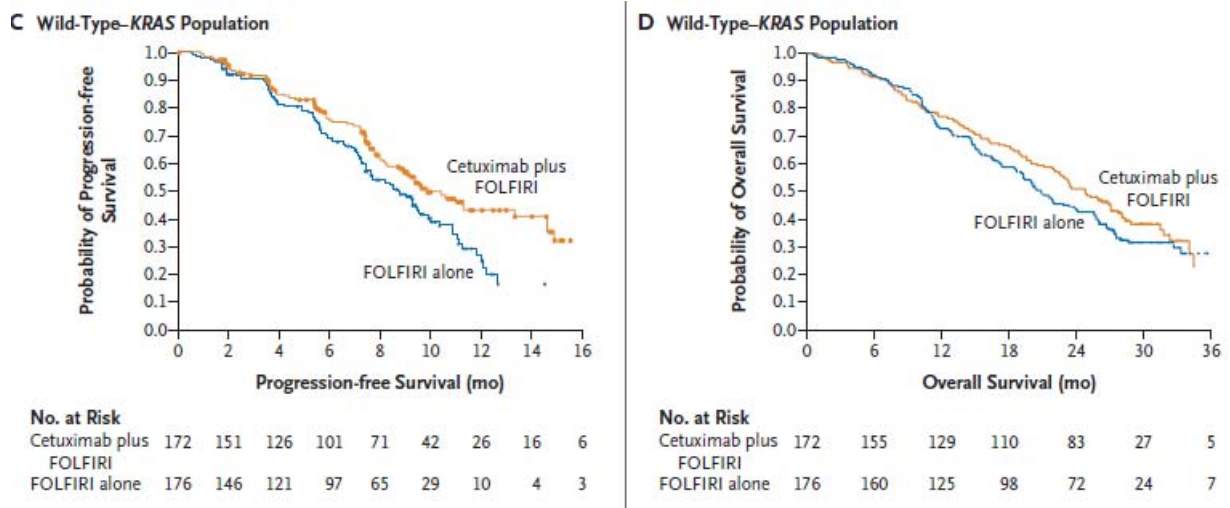 C Wild-Type–KRAS Population
Probability of Progression-free
Survival
1.0
0.9
0.8
0.7
0.6
0.5
0.4
0.3
0.2
0.1
0.0
Cetuximab plus
FOLFIRI
FOLFIRI alone
0 2 4 6 8 10 12 14 16
Progression-free Survival (mo)
No. at Risk
Cetuximab plus 172 151 126 101 71 42 26 16 6
FOLFIRI
FOLFIRI alone 176 146 121 97 65 29 10 4 3
D Wild-Type–KRAS Population
Probability of Overall Survival
1.0
0.9
0.8
0.7
0.6
0.5
0.4
0.3
0.2
0.1
0.0
Cetuximab plus
FOLFIRI
FOLFIRI alone
0 6 12 18 24 30 36
Overall Survival (mo)
No. at Risk
Cetuximab plus 172 155 129 110 83 27 5
FOLFIRI
FOLFIRI alone 176 160 125 98 72 24 7